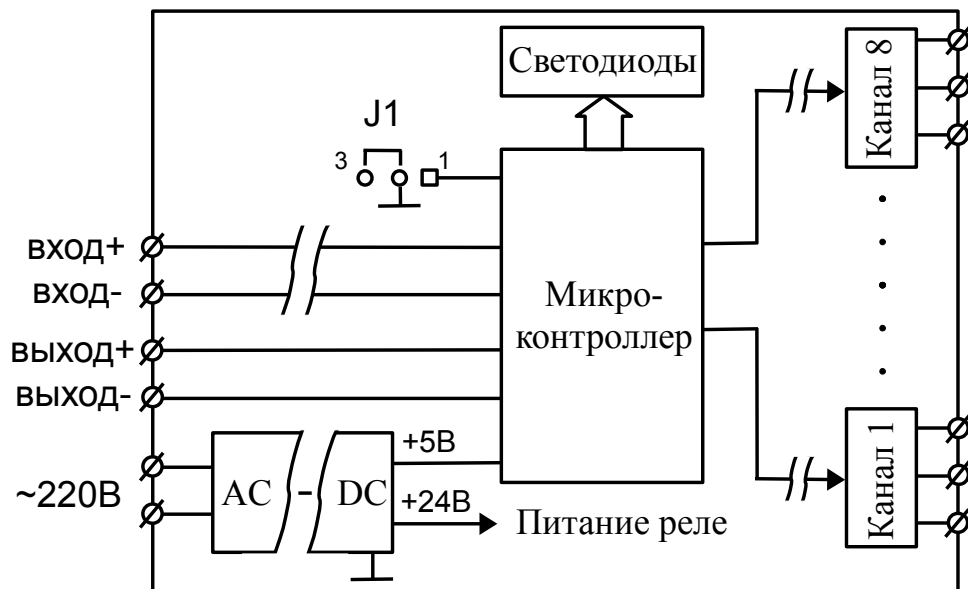 Светодиоды
Канал 8
J1
3
1
вход+
вход-
Микро-
контроллер
выход+
выход-
Канал 1
+5В
AC - DC
~220В
+24В
Питание реле